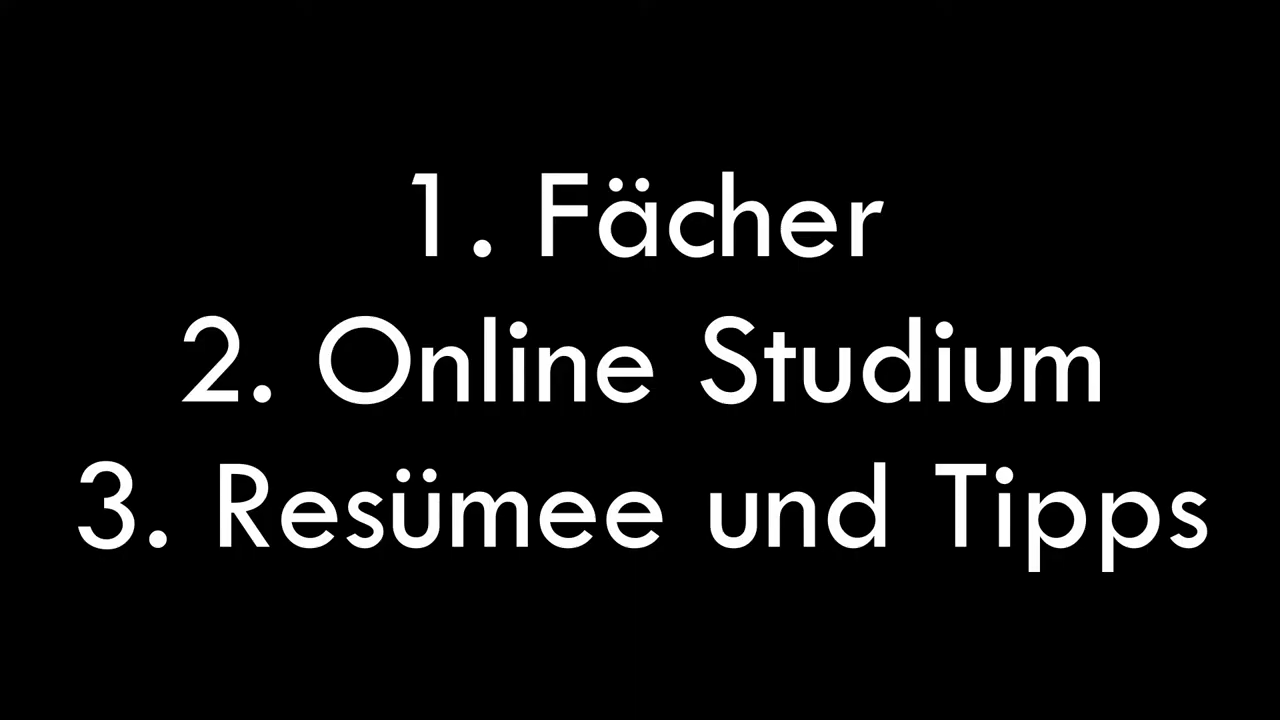 1. Fächer
2. Online Studium
3. Resümee und Tipps